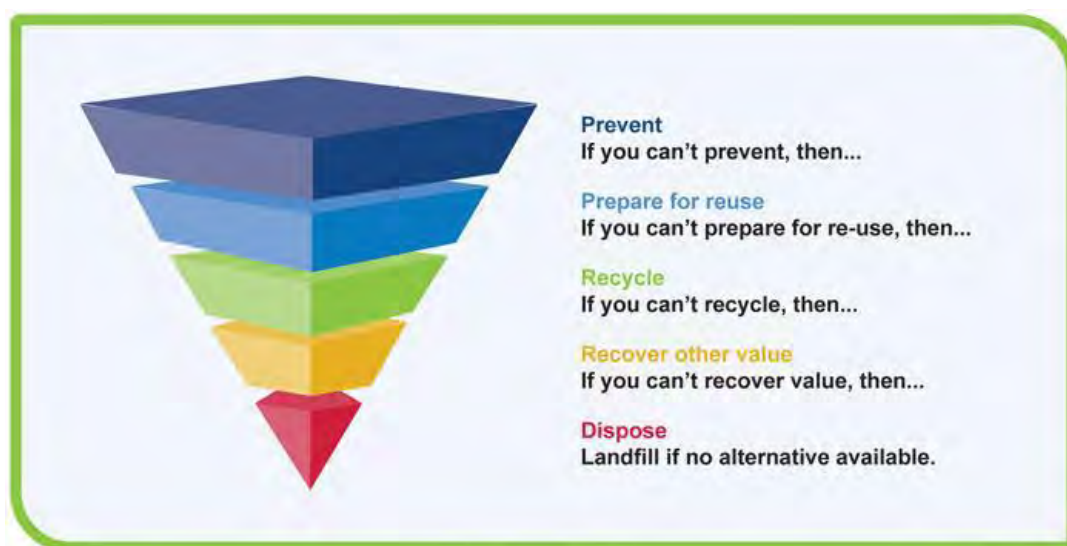 Prevent
If you can’t prevent, then...
Prepare for reuse
If you can’t prepare for re-use, then...
Recycle
If you can’t recycle, then...
Recover other value
If you can’t recover value, then...
Dispose
Landfill if no alternative available.